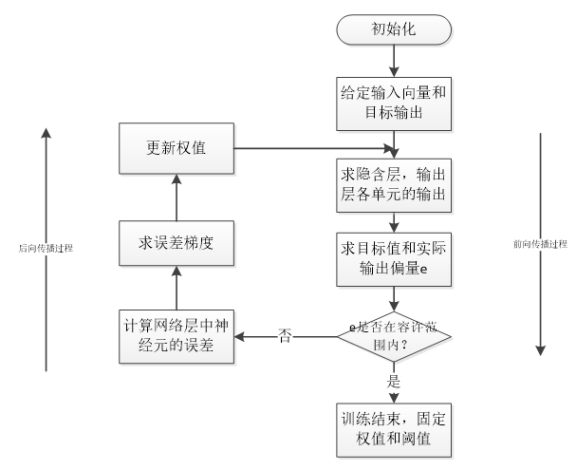 初始化
给定输入向量和
目标输出
更新权值
求隐含层，输出
层各单元的输出
求误差梯度
求目标值和实际
输出偏量e
后向传播过程
前向传播过程
计算网络层中神
经元的误差
否
e是否在容许范
围内？
是
训练结束，固定
权值和阈值